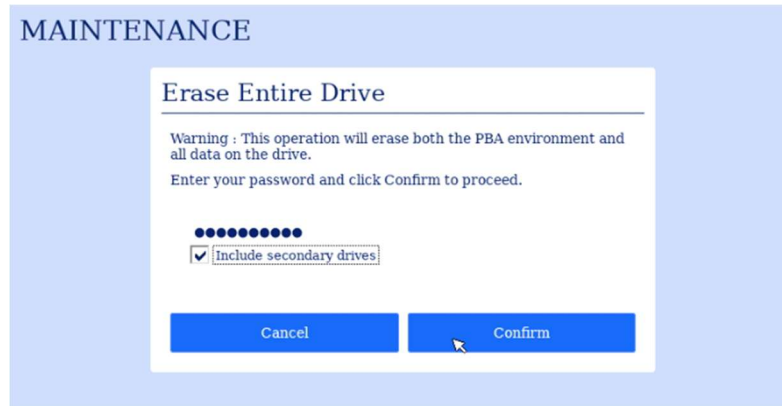 MAINTENANCE
Erase Entire Drive
Warning : This operation will erase both the PBA environment and
all data on the drive.
Enter your password and click Confirm to proceed.
●●●●●●●●●●
Include secondary drives
Cancel
Confirm